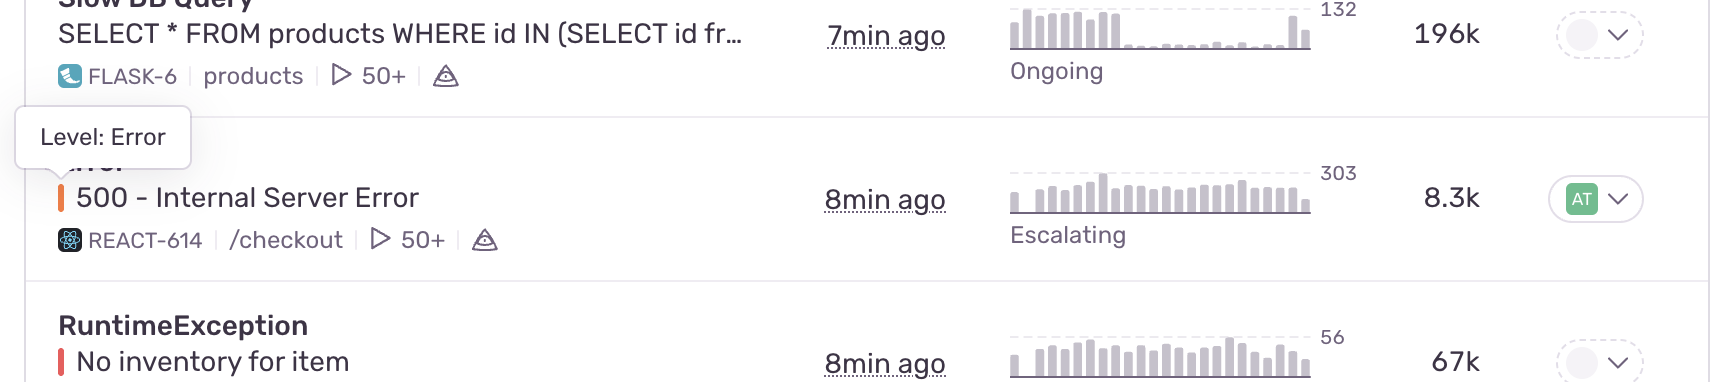 Slow DB Query
SELECT * FROM products WHERE id IN (SELECT id fr...
7min ago
132
196k
Ongoing
FLASK-6
products
50+
Level: Error
Error
500 - Internal Server Error
8min ago
303
8.3k
AT
Escalating
REACT-614
/checkout
50+
RuntimeException
No inventory for item
8min ago
56
67k